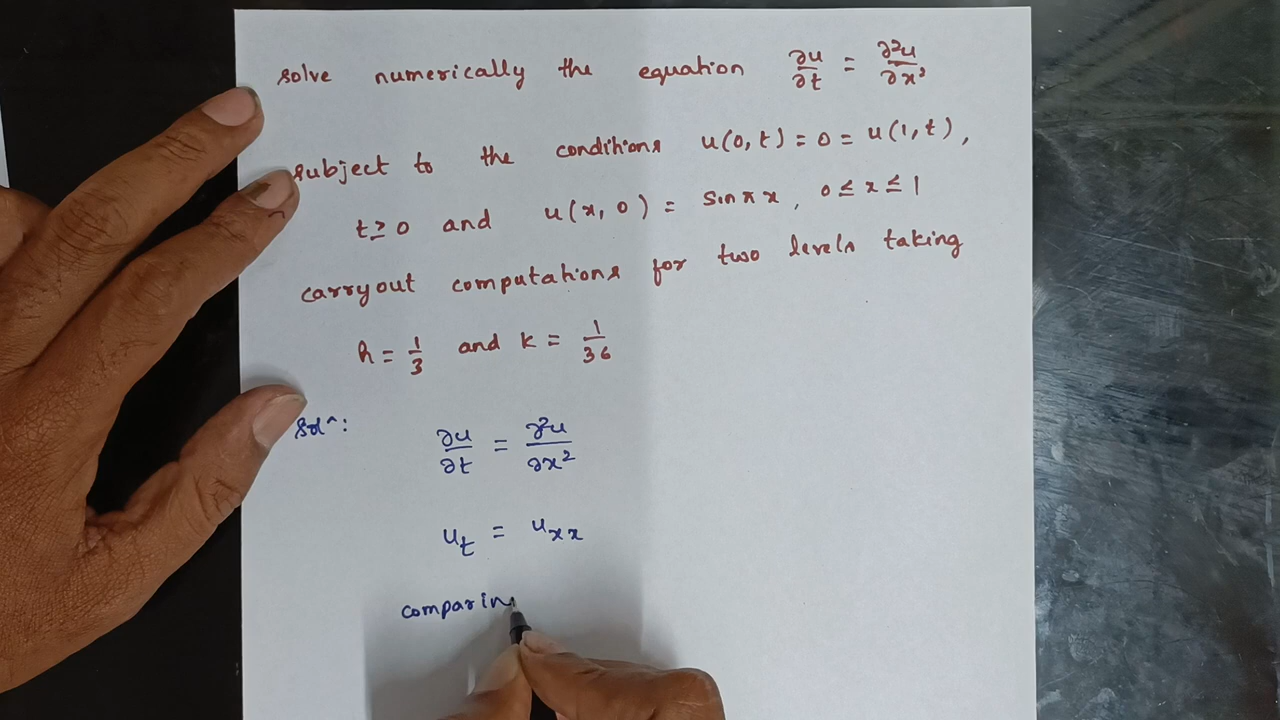 solve numerically the equation ∂u/∂t = ∂²u/∂x²
subject to the conditions u(0,t) = 0 = u(1,t),
t ≥ 0 and u(x,0) = sin πx, 0 ≤ x ≤ 1
carryout computations for two levels taking
h = 1/3 and k = 1/36
Sol^n:
∂u/∂t = ∂²u/∂x²
u_t = u_xx
comparin